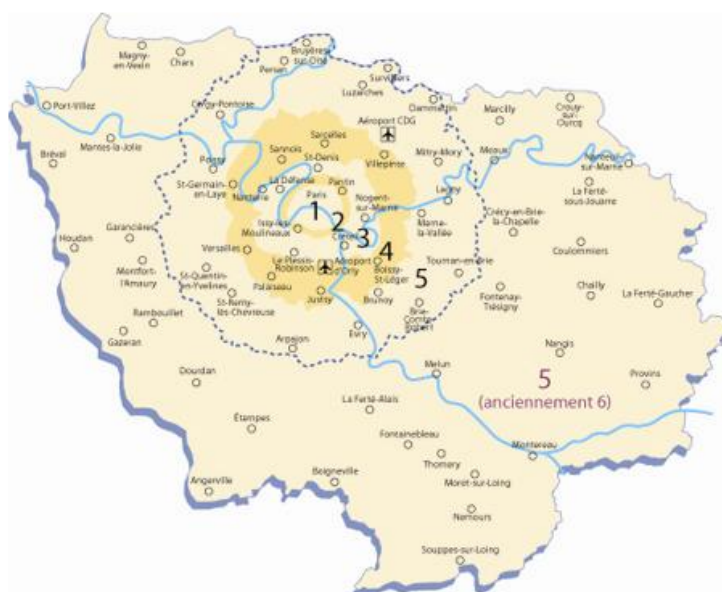 Magny-
en-Vexin
Chars
Bruyères
sur Oise
Persan
Survilliers
Luzarches
Port-Villez
Cergy-Pontoise
Dammartin
Aéroport CDG
Marcilly
Crouy-
sur-
Ourcq
Mantes-la-Jolie
Sarcelles
Bréval
Sannois
St-Denis
Villepinte
Mitry-Mory
Meaux
Nanteuil
sur-Marne
Poissy
St-Germain-
en-Laye
La Défense
Nanterre
Paris
Pantin
Lagny
La Ferté-
sous-Jouarre
1
2
3
4
5
Nogent-
sur-Marne
Marne-
la-Vallée
Crécy-en-Brie-
la-Chapelle
Issy-les-
Moulineaux
Créteil
Garancières
Houdan
Versailles
Le Plessis-
Robinson
Aéroport
d'Orly
Boissy-
St-Léger
Tournan-en-Brie
Coulommiers
Montfort-
l'Amaury
St-Quentin-
en-Yvelines
Palaiseau
Juvisy
Brunoy
St-Rémy-
lès-Chevreuse
Fontenay-
Trésigny
Chailly
La Ferté-Gaucher
Rambouillet
Gazeran
Arpajon
Evry
Brie-
Comte-
Robert
Nangis
Dourdan
Melun
5
(anciennement 6)
Provins
La Ferté-Alais
Étampes
Fontainebleau
Thomery
Montereau
Angerville
Boigneville
Moret-sur-Loing
Nemours
Souppes-sur-Loing